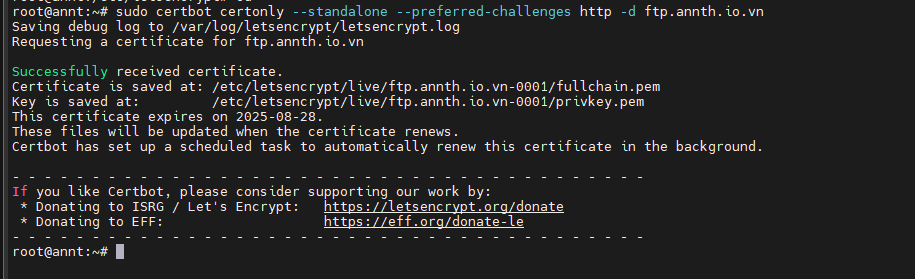 root@annt:~# sudo certbot certonly --standalone --preferred-challenges http -d ftp.annth.io.vn
Saving debug log to /var/log/letsencrypt/letsencrypt.log
Requesting a certificate for ftp.annth.io.vn
Successfully received certificate.
Certificate is saved at: /etc/letsencrypt/live/ftp.annth.io.vn-0001/fullchain.pem
Key is saved at:         /etc/letsencrypt/live/ftp.annth.io.vn-0001/privkey.pem
This certificate expires on 2025-08-28.
These files will be updated when the certificate renews.
Certbot has set up a scheduled task to automatically renew this certificate in the background.
- - - - - - - - - - - - - - - - - - - - - - - - - - - - - - - - - - - - - - - -
If you like Certbot, please consider supporting our work by:
 * Donating to ISRG / Let's Encrypt:   https://letsencrypt.org/donate
 * Donating to EFF:                    https://eff.org/donate-le
- - - - - - - - - - - - - - - - - - - - - - - - - - - - - - - - - - - - - - - -
root@annt:~#